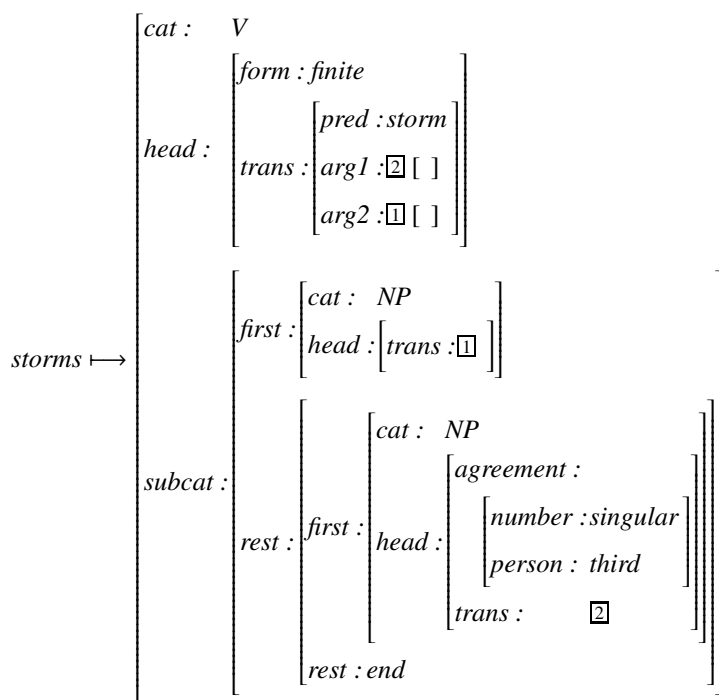 cat : V
form : finite
pred : storm
head :
trans :
arg1 : 2 [ ]
arg2 : 1 [ ]
cat : NP
first :
head : [trans : 1 ]
storms ⟼
cat : NP
agreement :
subcat :
number : singular
rest :
first :
head :
person : third
trans : 2
rest : end